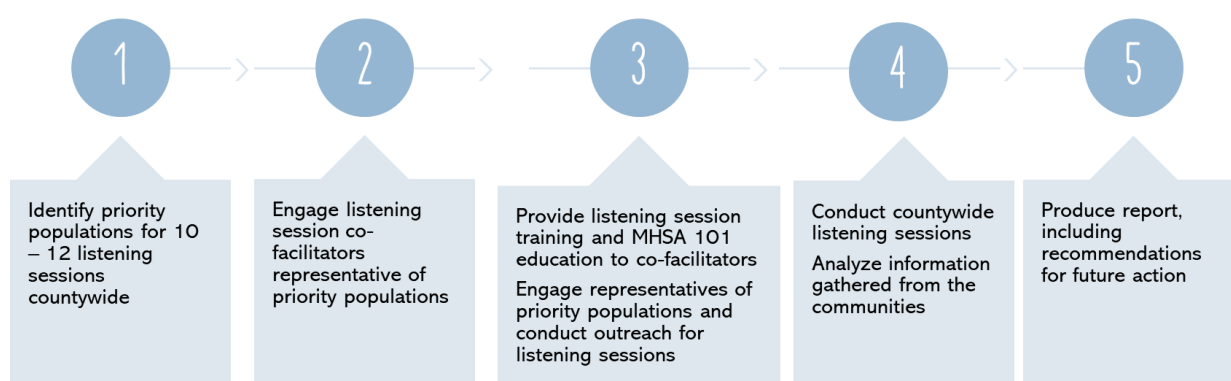 1
Identify priority
populations for 10
– 12 listening
sessions
countywide
2
Engage listening
session co-
facilitators
representative of
priority populations
3
Provide listening session
training and MHSA 101
education to co-facilitators
Engage representatives of
priority populations and
conduct outreach for
listening sessions
4
Conduct countywide
listening sessions
Analyze information
gathered from the
communities
5
Produce report,
including
recommendations
for future action